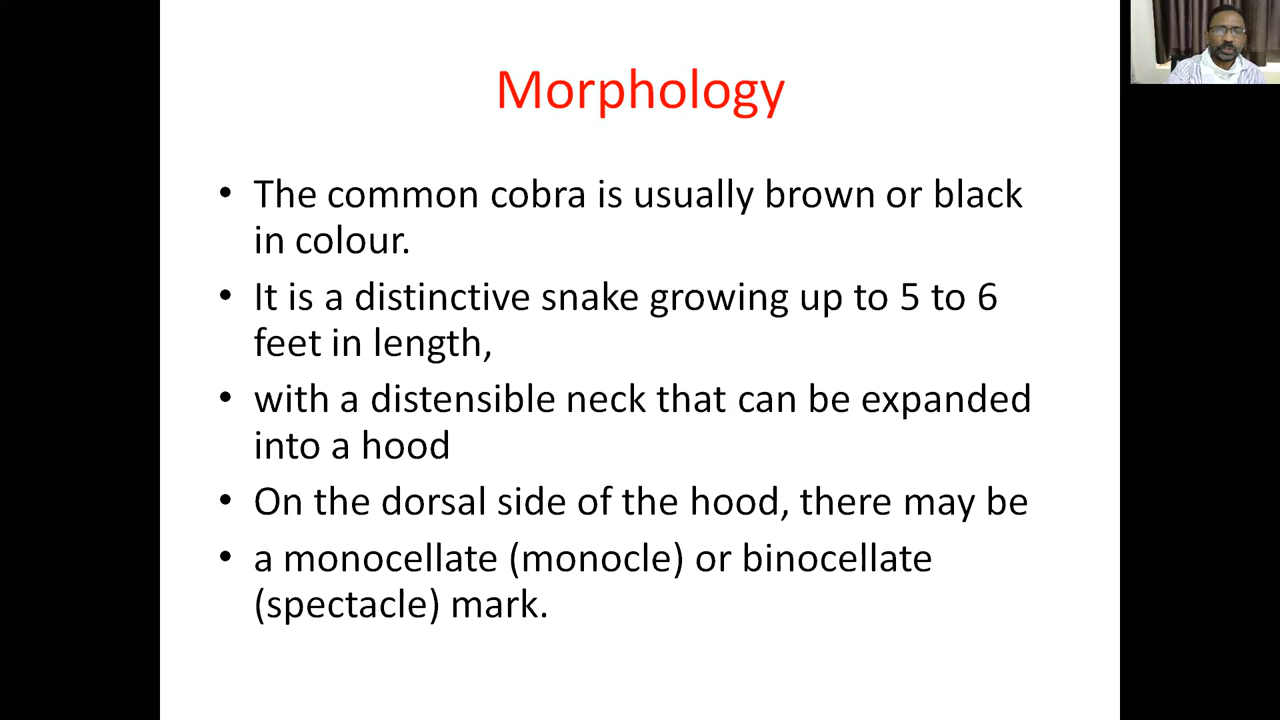 Morphology
• The common cobra is usually brown or black
in colour.
• It is a distinctive snake growing up to 5 to 6
feet in length,
• with a distensible neck that can be expanded
into a hood
• On the dorsal side of the hood, there may be
• a monocellate (monocle) or binocellate
(spectacle) mark.